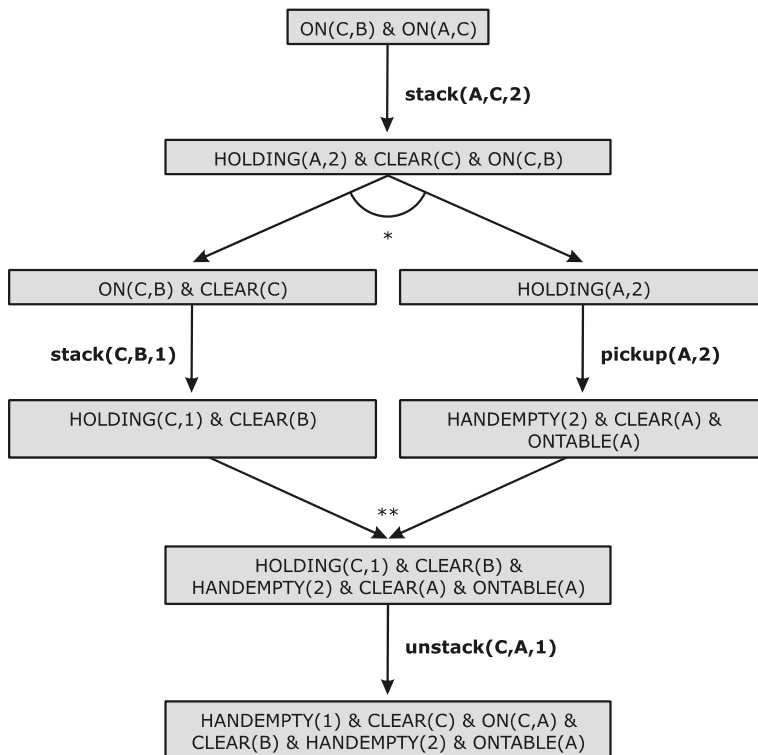 ON(C,B) & ON(A,C)
stack(A,C,2)
HOLDING(A,2) & CLEAR(C) & ON(C,B)
*
ON(C,B) & CLEAR(C)
HOLDING(A,2)
stack(C,B,1)
pickup(A,2)
HOLDING(C,1) & CLEAR(B)
HANDEMPTY(2) & CLEAR(A) &
ONTABLE(A)
**
HOLDING(C,1) & CLEAR(B) &
HANDEMPTY(2) & CLEAR(A) & ONTABLE(A)
unstack(C,A,1)
HANDEMPTY(1) & CLEAR(C) & ON(C,A) &
CLEAR(B) & HANDEMPTY(2) & ONTABLE(A)